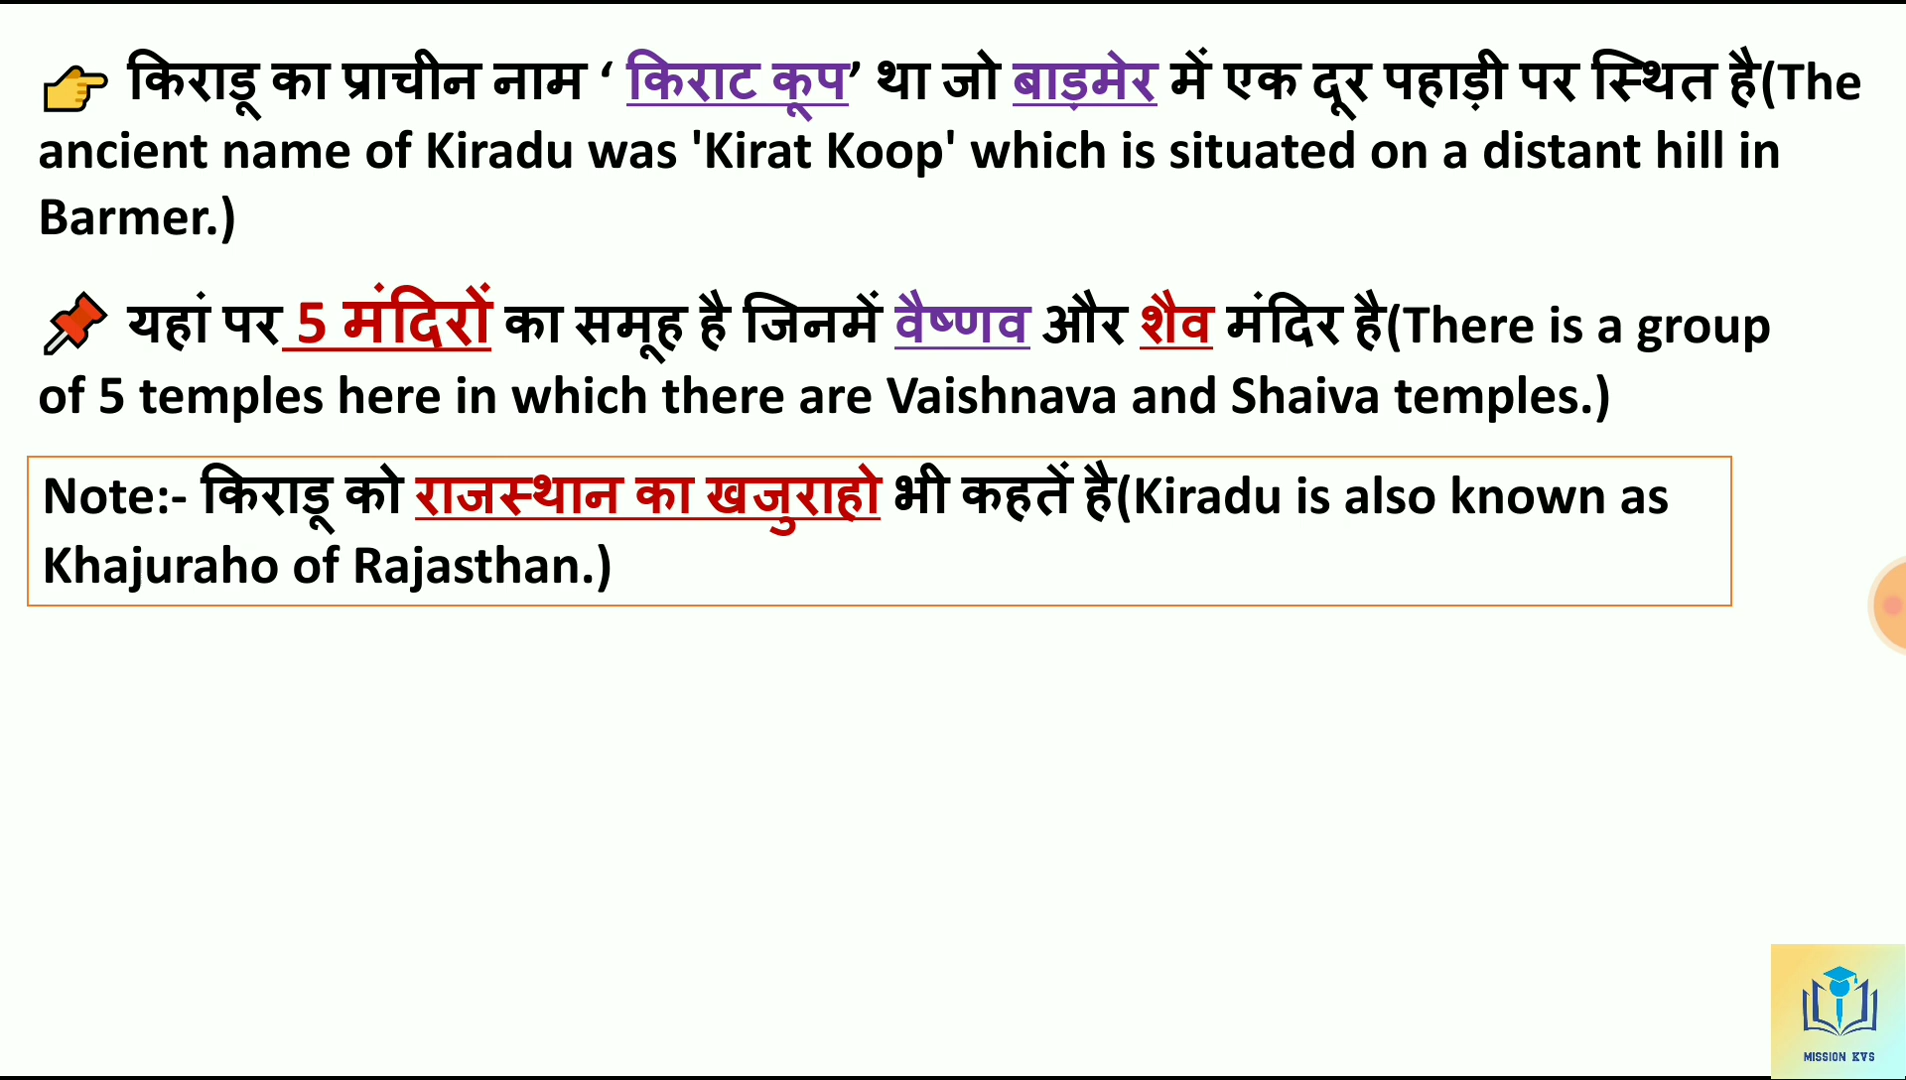 👉 किराडू का प्राचीन नाम ‘ किराट कूप’ था जो बाड़मेर में एक दूर पहाड़ी पर स्थित है(The
ancient name of Kiradu was 'Kirat Koop' which is situated on a distant hill in
Barmer.)
📌 यहां पर 5 मंदिरों का समूह है जिनमें वैष्णव और शैव मंदिर है(There is a group
of 5 temples here in which there are Vaishnava and Shaiva temples.)
Note:- किराडू को राजस्थान का खजुराहो भी कहतें है(Kiradu is also known as
Khajuraho of Rajasthan.)
MISSION KVS